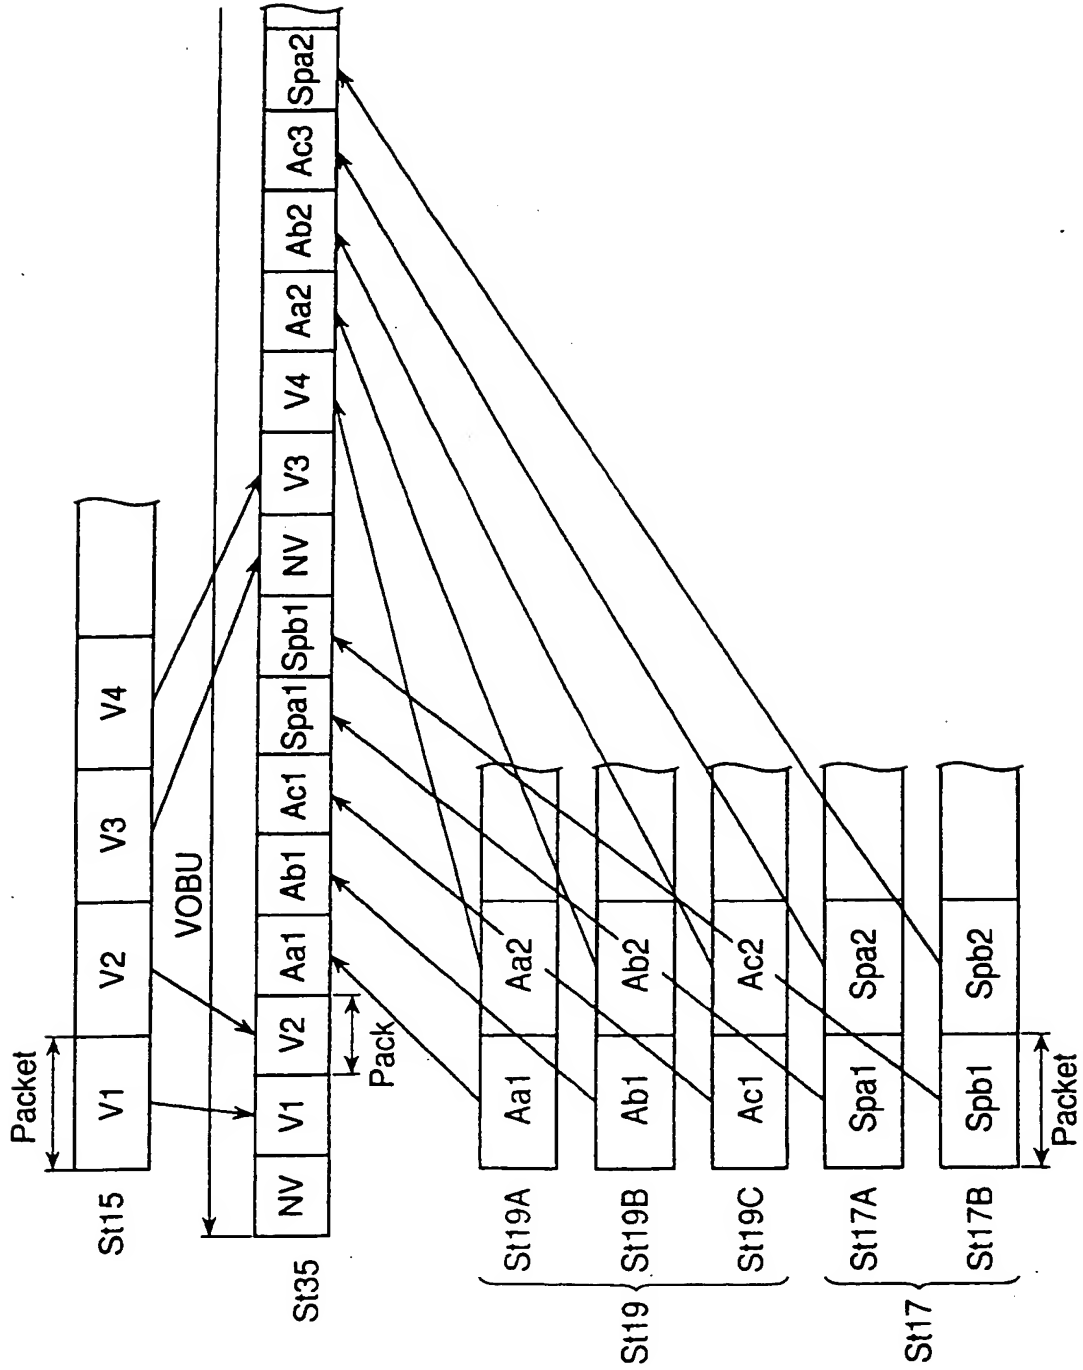 Packet
St15
V1
V2
V3
V4
VOBU
St35
NV
V1
V2
Aa1
Ab1
Ac1
Spa1
Spb1
NV
V3
V4
Aa2
Ab2
Ac3
Spa2
Pack
St19
St19A
Aa1
Aa2
St19B
Ab1
Ab2
St19C
Ac1
Ac2
St17
St17A
Spa1
Spa2
St17B
Spb1
Spb2
Packet